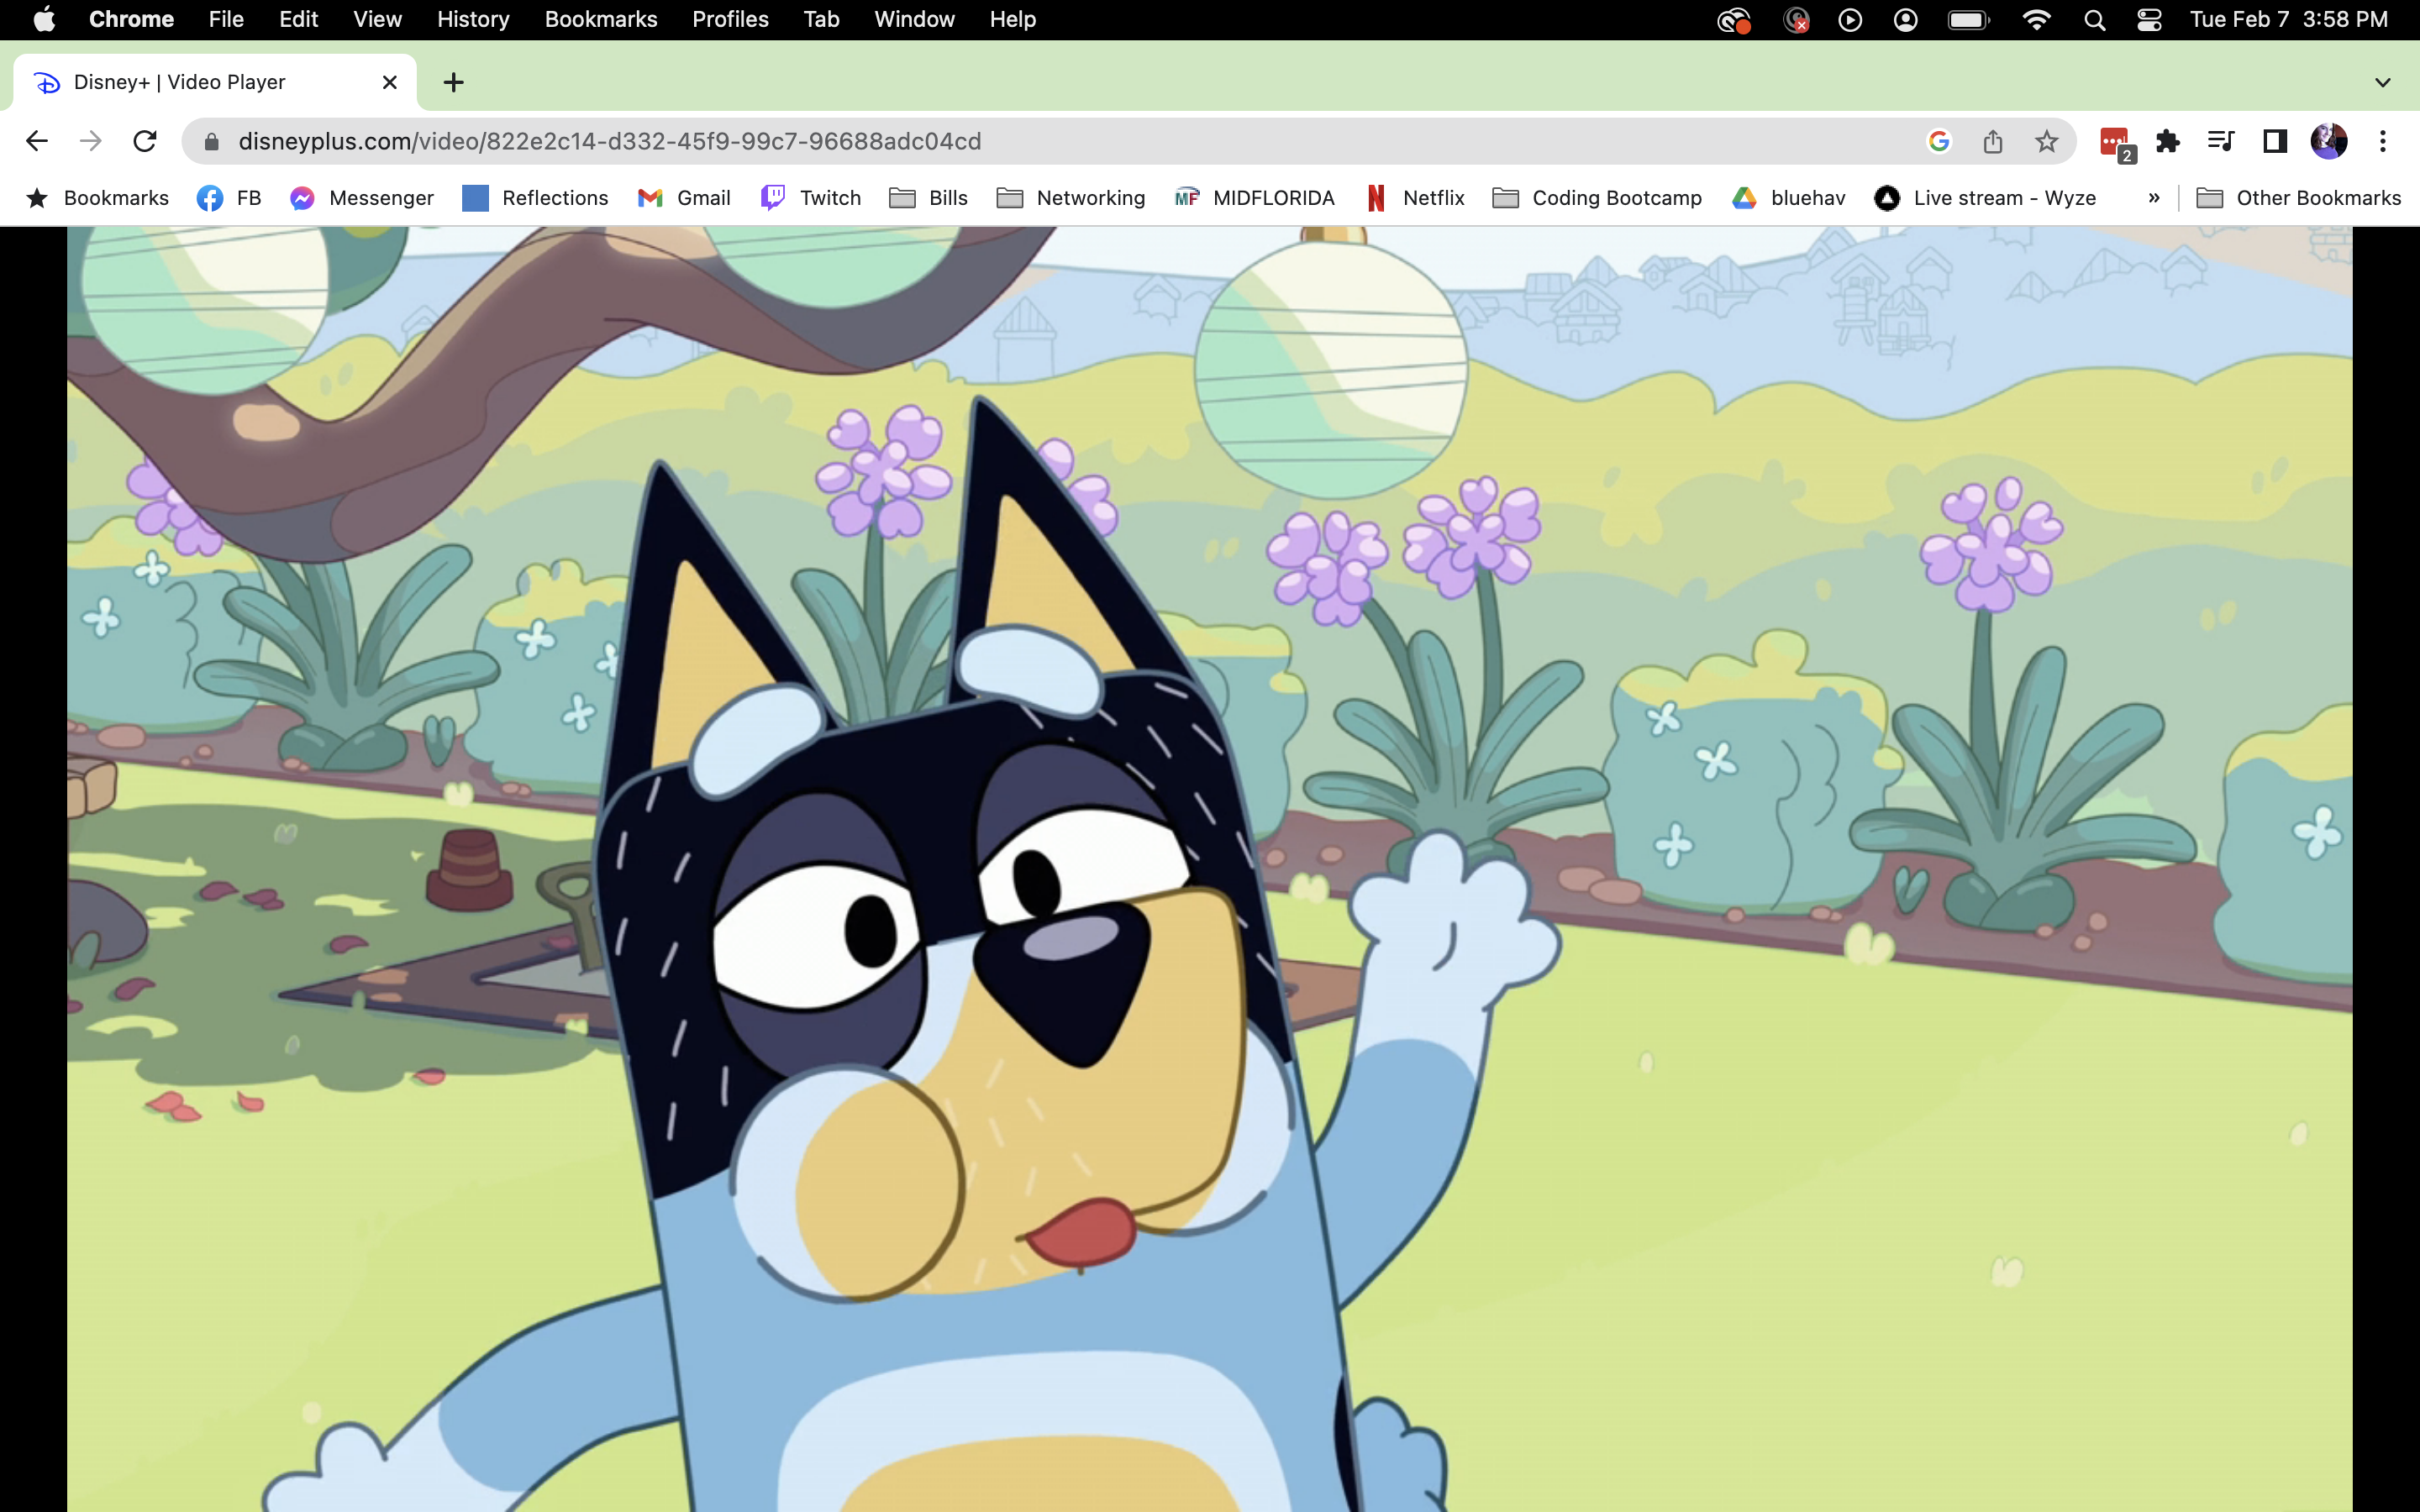 Chrome File Edit View History Bookmarks Profiles Tab Window Help Tue Feb 7 3:58 PM
Disney+ | Video Player
disneyplus.com/video/822e2c14-d332-45f9-99c7-96688adc04cd 2
Bookmarks FB Messenger Reflections Gmail Twitch Bills Networking MF MIDFLORIDA Netflix Coding Bootcamp bluehav Live stream - Wyze » Other Bookmarks